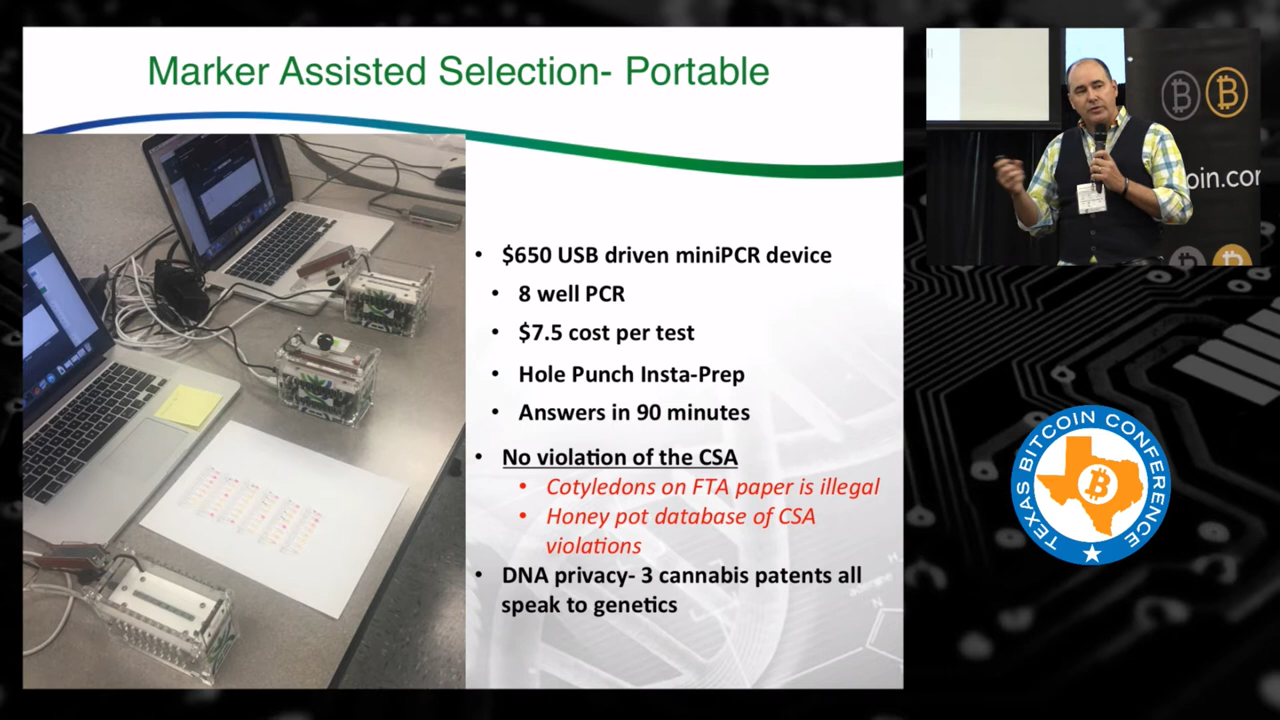 Marker Assisted Selection- Portable
• $650 USB driven miniPCR device
• 8 well PCR
• $7.5 cost per test
• Hole Punch Insta-Prep
• Answers in 90 minutes
• No violation of the CSA
• Cotyledons on FTA paper is illegal
• Honey pot database of CSA
violations
• DNA privacy- 3 cannabis patents all
speak to genetics
oin.cor
TEXAS BITCOIN CONFERENCE